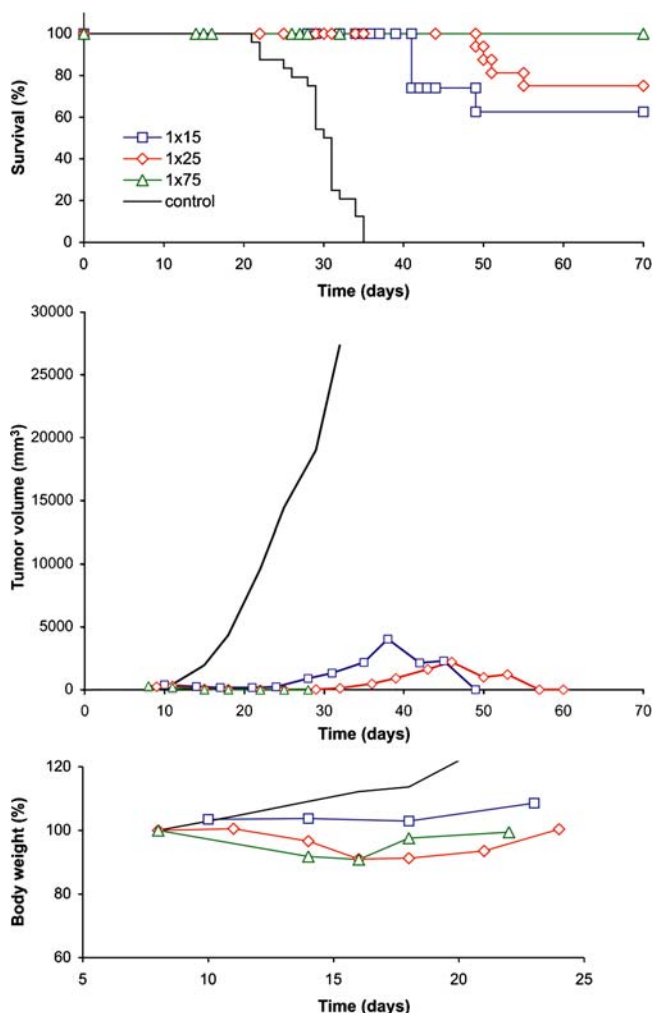 Survival (%)
100
80
60
40
20
0
1x15
1x25
1x75
control
0 10 20 30 40 50 60 70
Time (days)
Tumor volume (mm³)
30000
25000
20000
15000
10000
5000
0
0 10 20 30 40 50 60 70
Time (days)
Body weight (%)
120
100
80
60
5 10 15 20 25
Time (days)